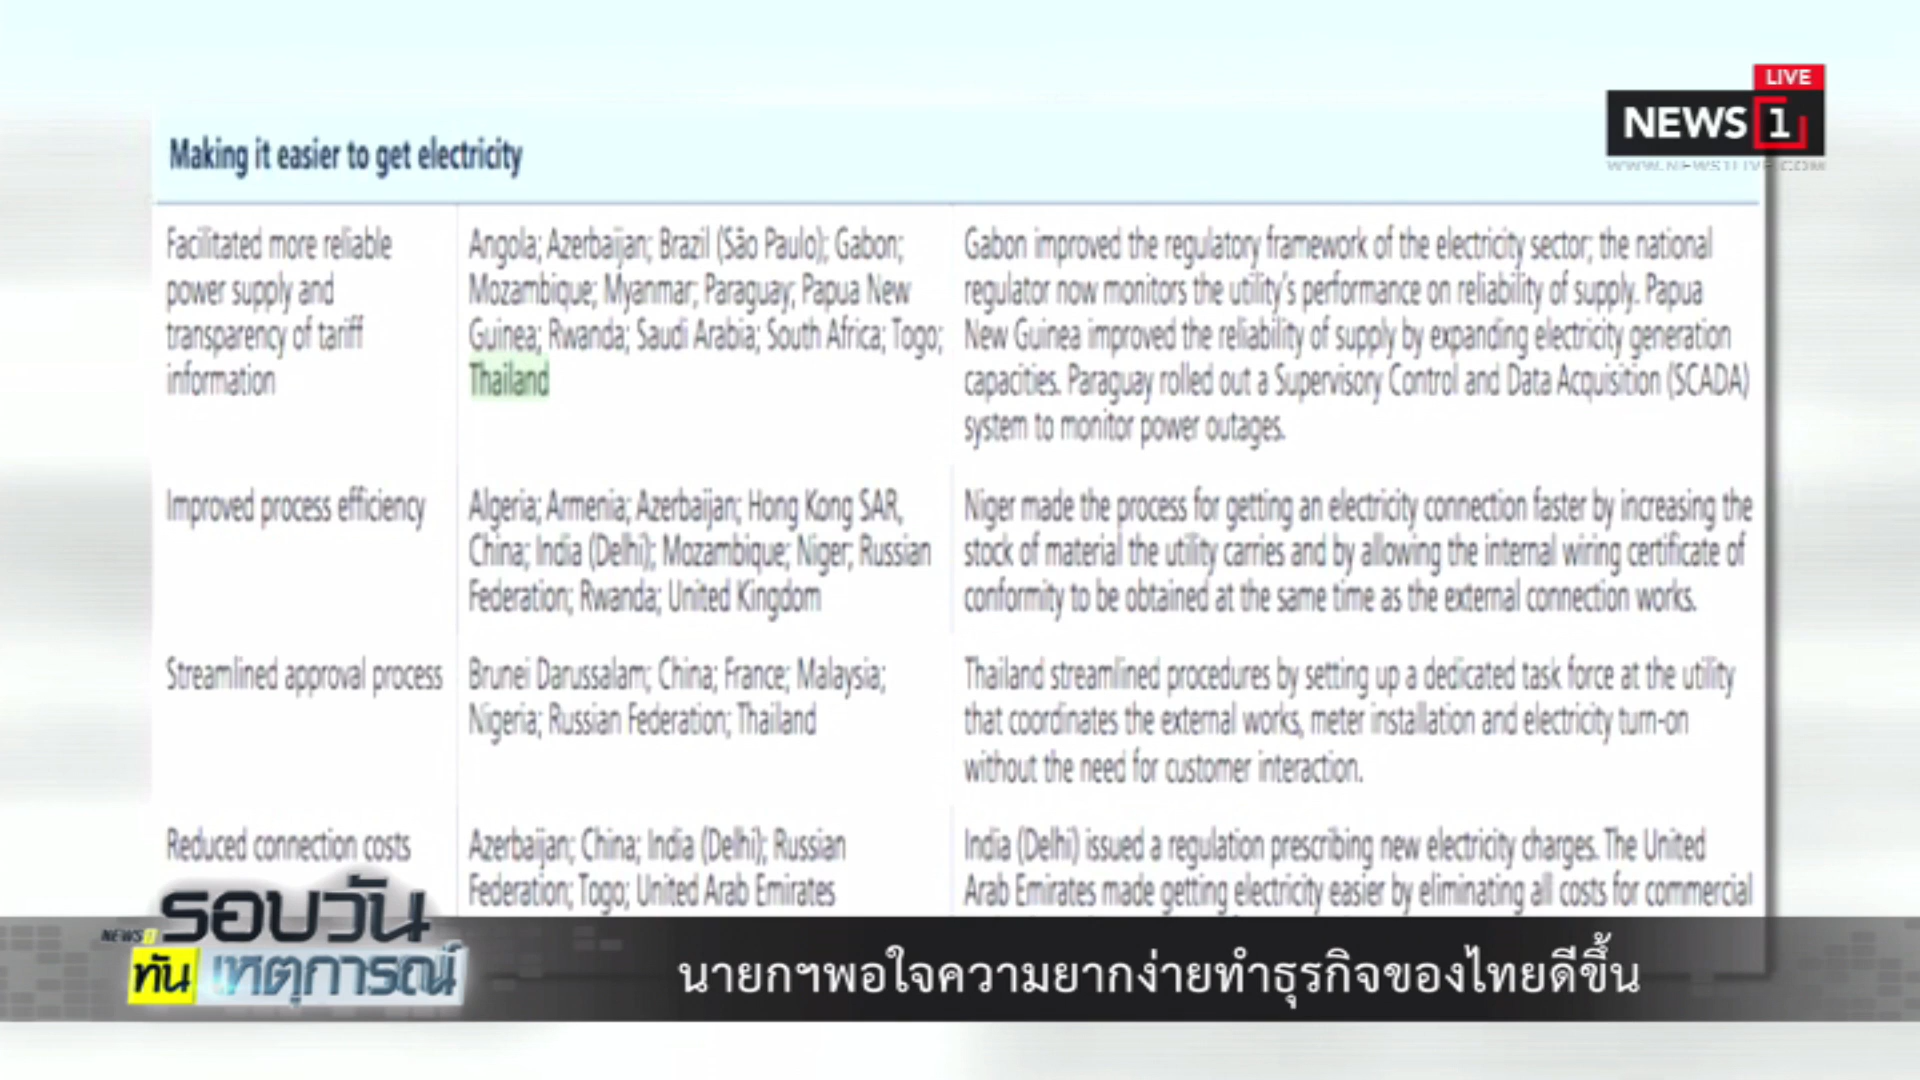 LIVE
NEWS 1
WWW.NEWS1LIVE.COM
Making it easier to get electricity
Facilitated more reliable
power supply and
transparency of tariff
information
Angola; Azerbaijan; Brazil (São Paulo); Gabon;
Mozambique; Myanmar; Paraguay; Papua New
Guinea; Rwanda; Saudi Arabia; South Africa; Togo;
Thailand
Gabon improved the regulatory framework of the electricity sector; the national
regulator now monitors the utility's performance on reliability of supply. Papua
New Guinea improved the reliability of supply by expanding electricity generation
capacities. Paraguay rolled out a Supervisory Control and Data Acquisition (SCADA)
system to monitor power outages.
Improved process efficiency
Algeria; Armenia; Azerbaijan; Hong Kong SAR,
China; India (Delhi); Mozambique; Niger; Russian
Federation; Rwanda; United Kingdom
Niger made the process for getting an electricity connection faster by increasing the
stock of material the utility carries and by allowing the internal wiring certificate of
conformity to be obtained at the same time as the external connection works.
Streamlined approval process
Brunei Darussalam; China; France; Malaysia;
Nigeria; Russian Federation; Thailand
Thailand streamlined procedures by setting up a dedicated task force at the utility
that coordinates the external works, meter installation and electricity turn-on
without the need for customer interaction.
Reduced connection costs
Azerbaijan; China; India (Delhi); Russian
Federation; Togo; United Arab Emirates
India (Delhi) issued a regulation prescribing new electricity charges. The United
Arab Emirates made getting electricity easier by eliminating all costs for commercial
รอบวัน
NEWS1
ทันเหตุการณ์
นายกฯพอใจความยากง่ายทำธุรกิจของไทยดีขึ้น